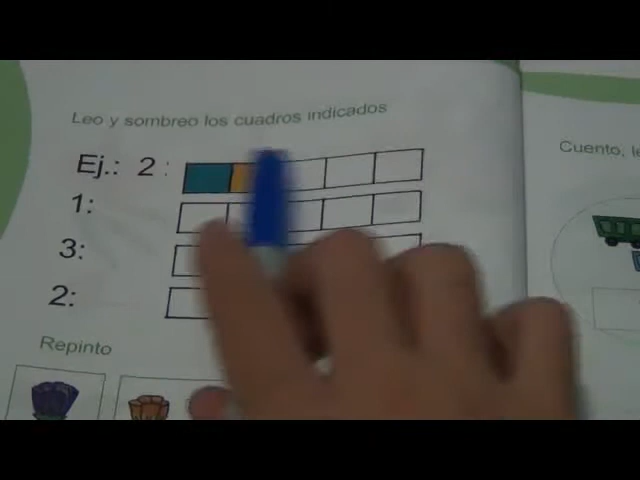 Leo y sombreo los cuadros indicados
Ej.: 2 :
1:
3:
2:
Repinto
Cuento,